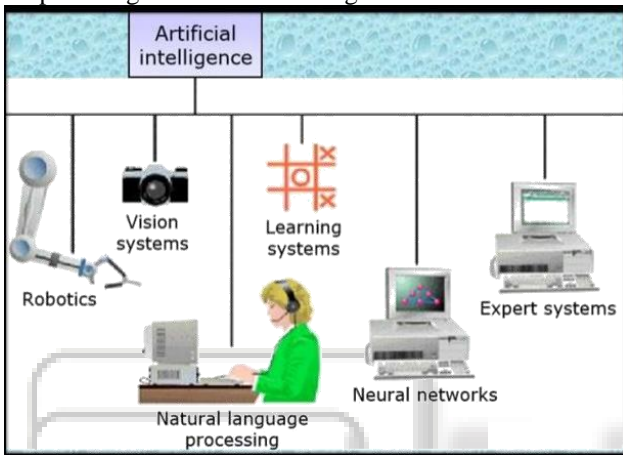 Artificial
intelligence
Vision
systems
Learning
systems
Robotics
Expert systems
Neural networks
Natural language
processing